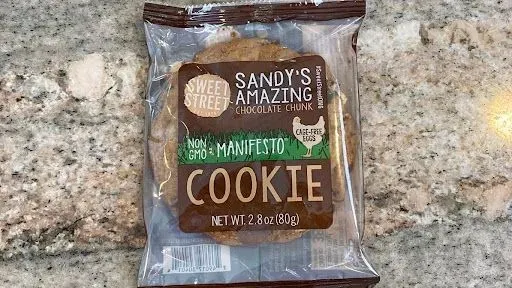 SWEET
STREET
SANDY'S
AMAZING
CHOCOLATE CHUNK
CAGE-FREE
EGGS
NON
GMO
MANIFESTO
COOKIE
NET WT. 2.8 oz (80g)